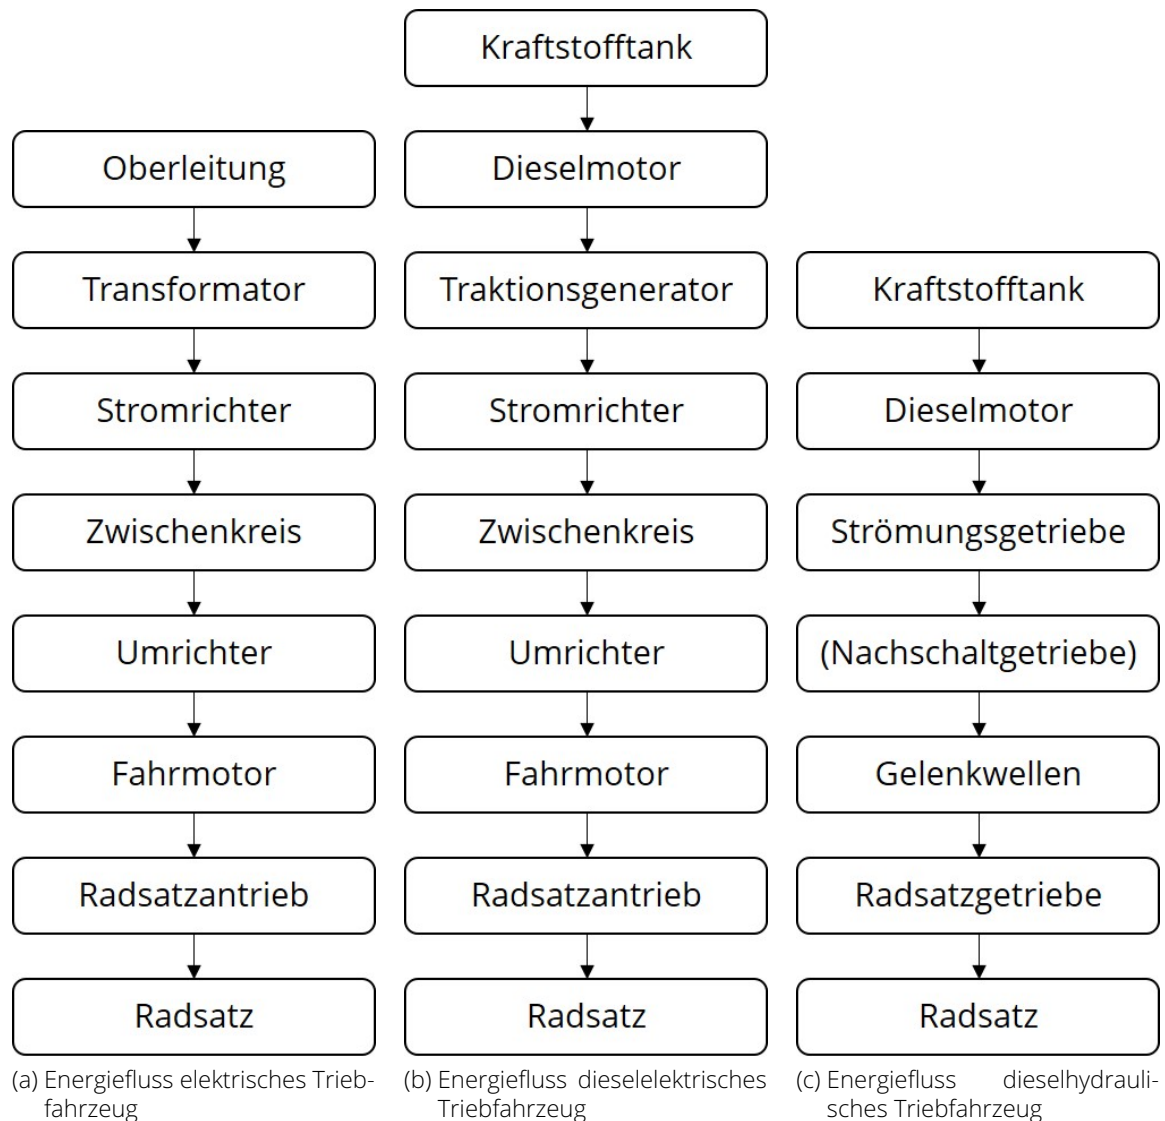 Oberleitung
Transformator
Stromrichter
Zwischenkreis
Umrichter
Fahrmotor
Radsatzantrieb
Radsatz
(a) Energiefluss elektrisches Trieb-
fahrzeug
Kraftstofftank
Dieselmotor
Traktionsgenerator
Stromrichter
Zwischenkreis
Umrichter
Fahrmotor
Radsatzantrieb
Radsatz
(b) Energiefluss dieselelektrisches
Triebfahrzeug
Kraftstofftank
Dieselmotor
Strömungsgetriebe
(Nachschaltgetriebe)
Gelenkwellen
Radsatzgetriebe
Radsatz
(c) Energiefluss dieselhydrauli-
sches Triebfahrzeug